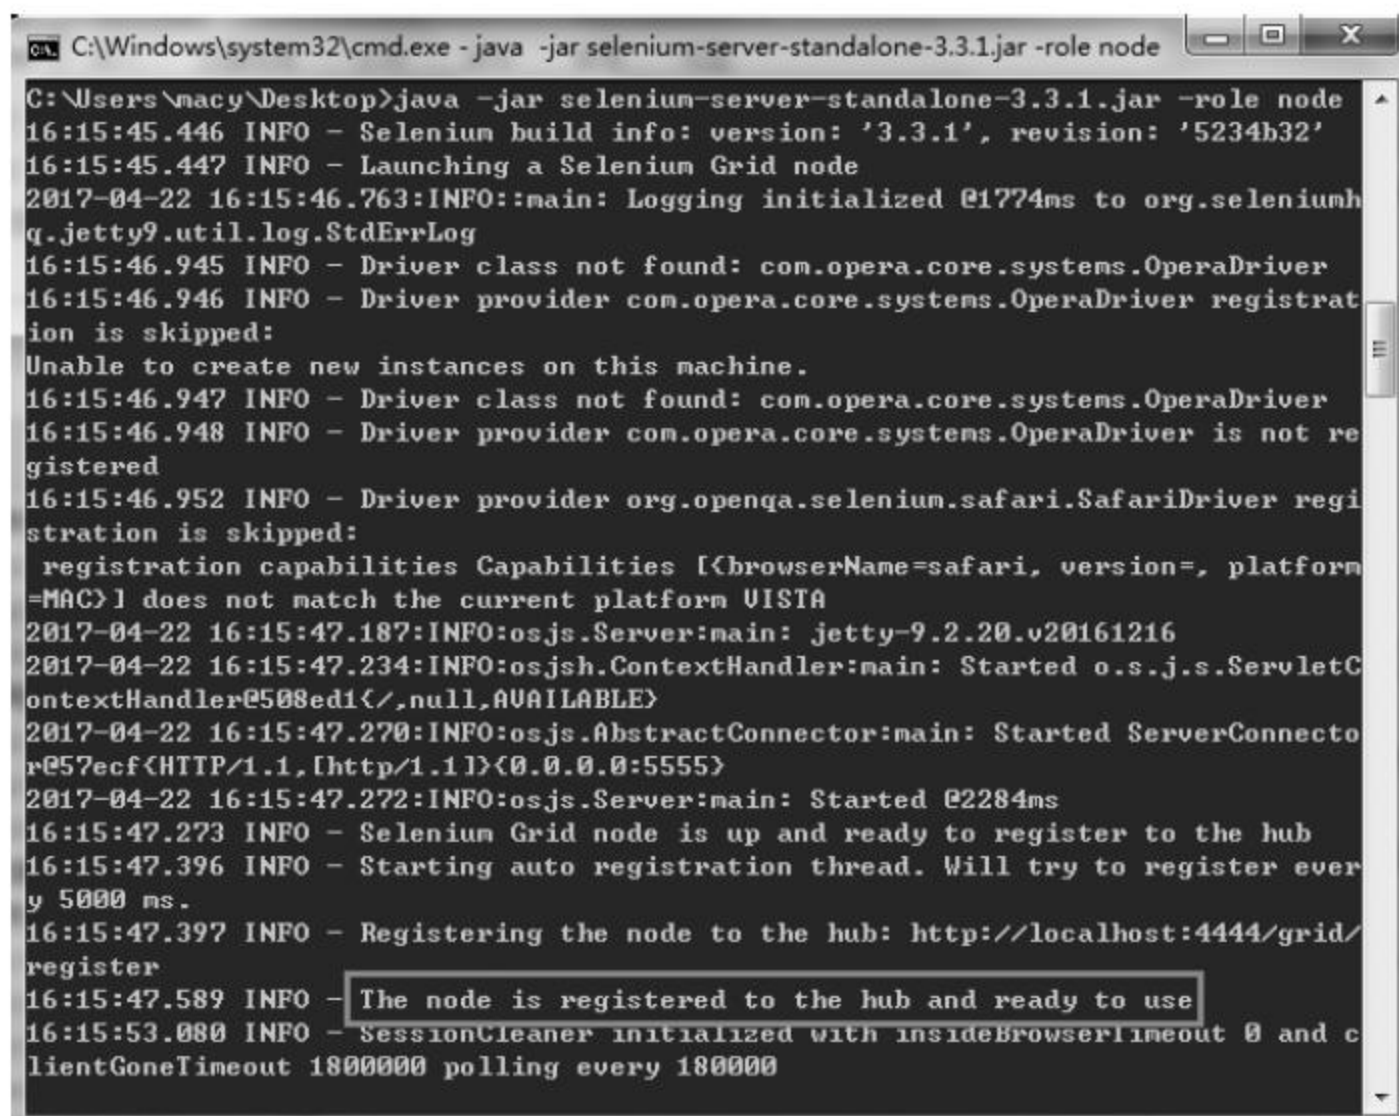 C:\Windows\system32\cmd.exe - java  -jar selenium-server-standalone-3.3.1.jar -role node
C:\Users\macy\Desktop>java -jar selenium-server-standalone-3.3.1.jar -role node
16:15:45.446 INFO - Selenium build info: version: '3.3.1', revision: '5234b32'
16:15:45.447 INFO - Launching a Selenium Grid node
2017-04-22 16:15:46.763:INFO::main: Logging initialized @1774ms to org.seleniumh
q.jetty9.util.log.StdErrLog
16:15:46.945 INFO - Driver class not found: com.opera.core.systems.OperaDriver
16:15:46.946 INFO - Driver provider com.opera.core.systems.OperaDriver registrat
ion is skipped:
Unable to create new instances on this machine.
16:15:46.947 INFO - Driver class not found: com.opera.core.systems.OperaDriver
16:15:46.948 INFO - Driver provider com.opera.core.systems.OperaDriver is not re
gistered
16:15:46.952 INFO - Driver provider org.openqa.selenium.safari.SafariDriver regi
stration is skipped:
 registration capabilities Capabilities [{browserName=safari, version=, platform
=MAC}] does not match the current platform VISTA
2017-04-22 16:15:47.187:INFO:osjs.Server:main: jetty-9.2.20.v20161216
2017-04-22 16:15:47.234:INFO:osjsh.ContextHandler:main: Started o.s.j.s.ServletC
ontextHandler@508ed1{/,null,AVAILABLE}
2017-04-22 16:15:47.270:INFO:osjs.AbstractConnector:main: Started ServerConnecto
r@57ecf{HTTP/1.1,[http/1.1]}{0.0.0.0:5555}
2017-04-22 16:15:47.272:INFO:osjs.Server:main: Started @2284ms
16:15:47.273 INFO - Selenium Grid node is up and ready to register to the hub
16:15:47.396 INFO - Starting auto registration thread. Will try to register ever
y 5000 ms.
16:15:47.397 INFO - Registering the node to the hub: http://localhost:4444/grid/
register
16:15:47.589 INFO - The node is registered to the hub and ready to use
16:15:53.080 INFO - SessionCleaner initialized with insideBrowserTimeout 0 and c
lientGoneTimeout 1800000 polling every 180000